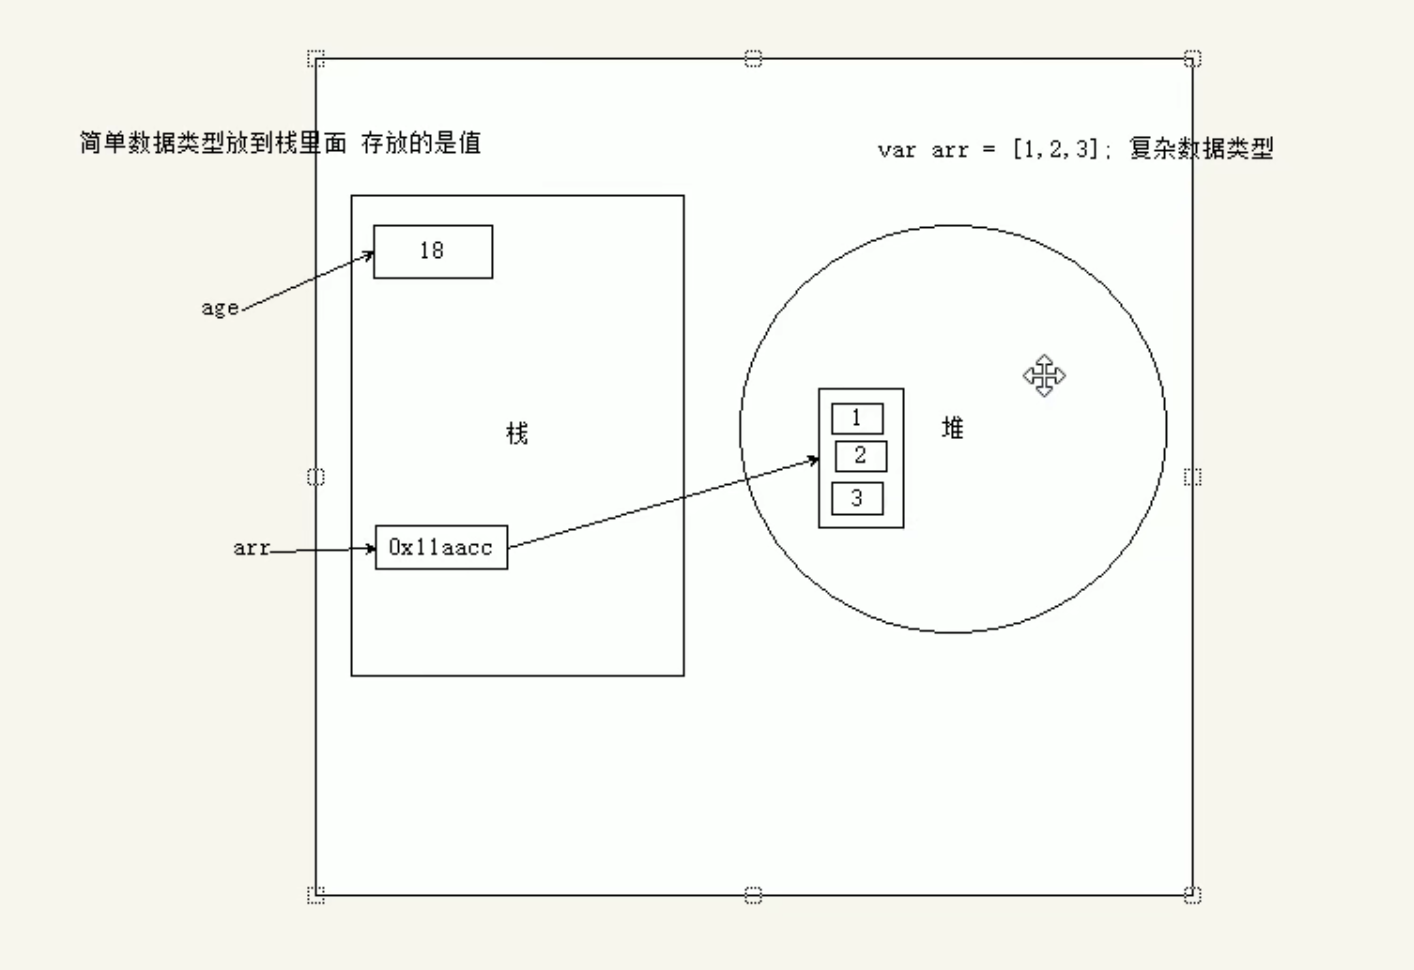 简单数据类型放到栈里面 存放的是值
var arr = [1,2,3]; 复杂数据类型
18
age
栈
堆
1
2
3
arr
0x11aacc